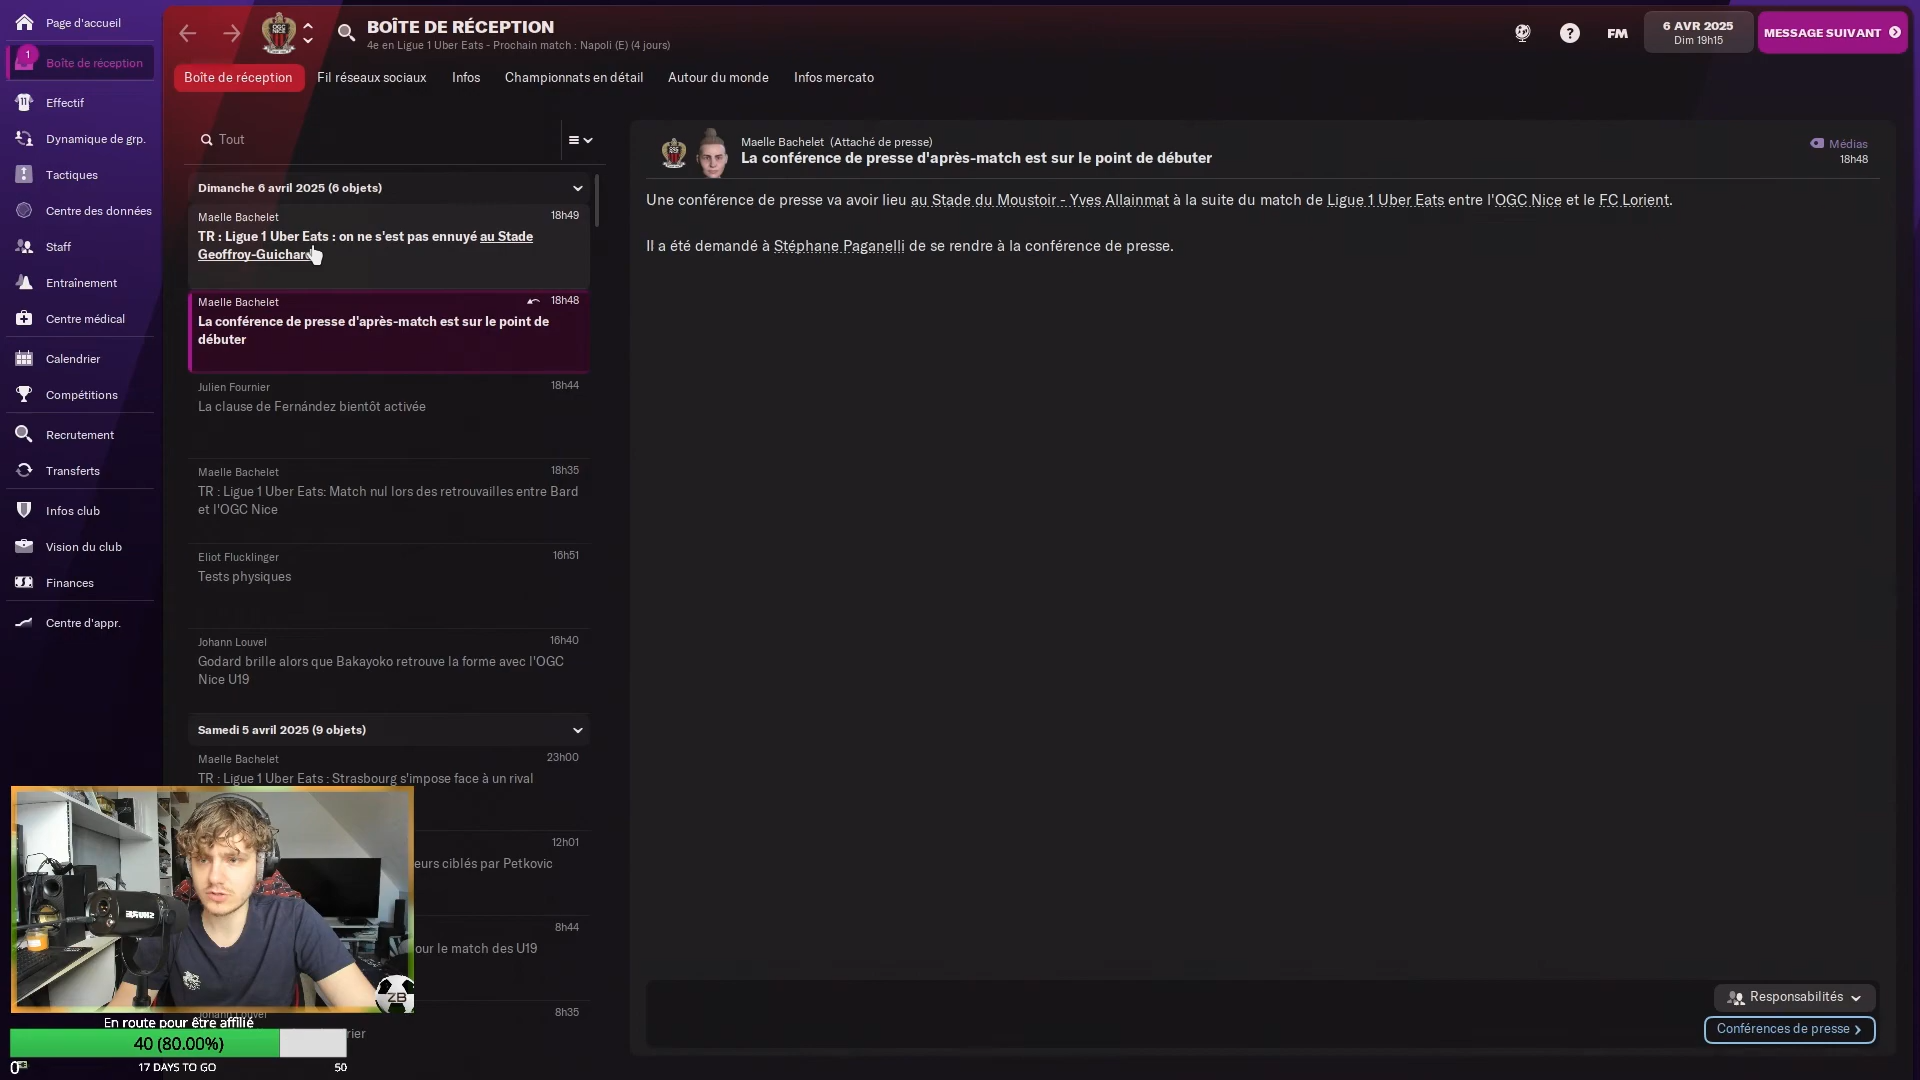 Page d'accueil
1
Boîte de réception
Effectif
Dynamique de grp.
Tactiques
Centre des données
Staff
Entraînement
Centre médical
Calendrier
Compétitions
Recrutement
Transferts
Infos club
Vision du club
Finances
Centre d'appr.
BOÎTE DE RÉCEPTION
4e en Ligue 1 Uber Eats - Prochain match : Napoli (E) (4 jours)
FM
6 AVR 2025
Dim 19h15
MESSAGE SUIVANT
Boîte de réception
Fil réseaux sociaux
Infos
Championnats en détail
Autour du monde
Infos mercato
Tout
Dimanche 6 avril 2025 (6 objets)
Maelle Bachelet
18h49
TR : Ligue 1 Uber Eats : on ne s'est pas ennuyé au Stade
Geoffroy-Guichard
Maelle Bachelet
18h48
La conférence de presse d'après-match est sur le point de
débuter
Julien Fournier
18h44
La clause de Fernández bientôt activée
Maelle Bachelet
18h35
TR : Ligue 1 Uber Eats: Match nul lors des retrouvailles entre Bard
et l'OGC Nice
Eliot Flucklinger
16h51
Tests physiques
Johann Louvel
16h40
Godard brille alors que Bakayoko retrouve la forme avec l'OGC
Nice U19
Samedi 5 avril 2025 (9 objets)
Maelle Bachelet
23h00
TR : Ligue 1 Uber Eats : Strasbourg s'impose face à un rival
12h01
eurs ciblés par Petkovic
8h44
our le match des U19
Johann Louvel
8h35
rier
Maelle Bachelet (Attaché de presse)
La conférence de presse d'après-match est sur le point de débuter
Médias
18h48
Une conférence de presse va avoir lieu au Stade du Moustoir - Yves Allainmat à la suite du match de Ligue 1 Uber Eats entre l'OGC Nice et le FC Lorient.
Il a été demandé à Stéphane Paganelli de se rendre à la conférence de presse.
Responsabilités
Conférences de presse
ZB
En route pour être affilié
40 (80.00%)
0
17 DAYS TO GO
50